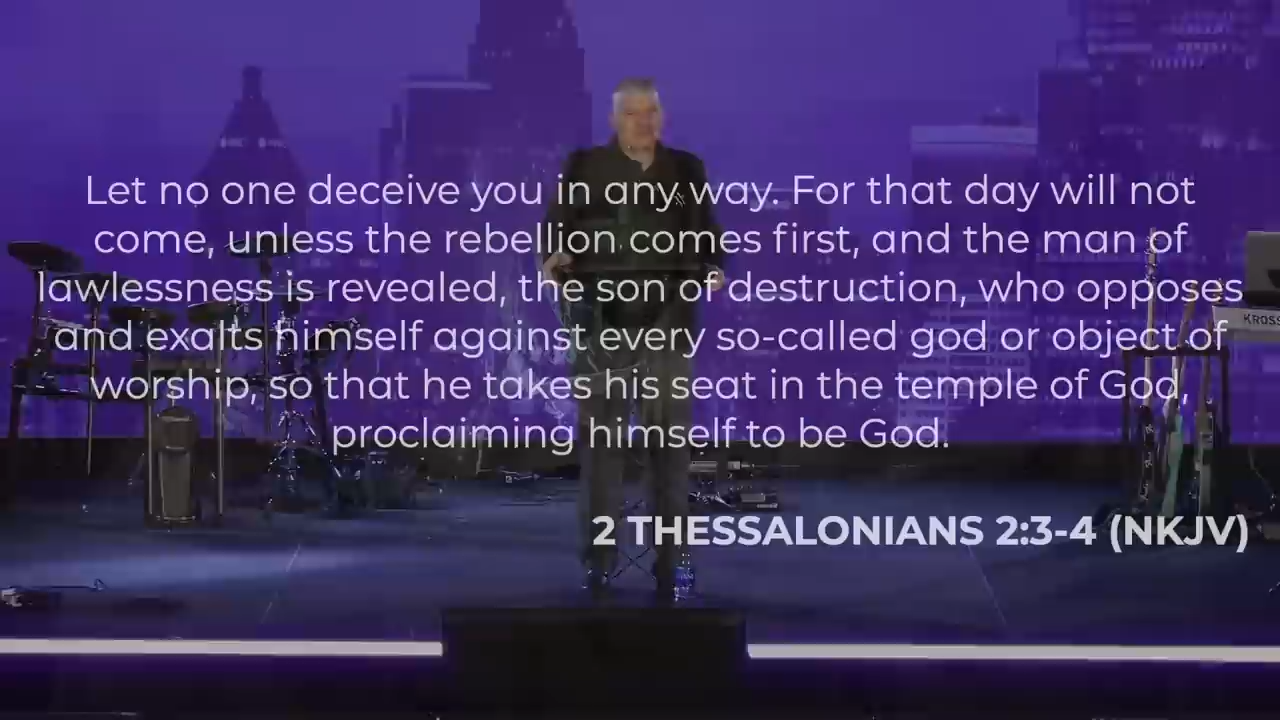 Let no one deceive you in any way. For that day will not
come, unless the rebellion comes first, and the man of
lawlessness is revealed, the son of destruction, who opposes
and exalts himself against every so-called god or object of
worship, so that he takes his seat in the temple of God,
proclaiming himself to be God.
2 THESSALONIANS 2:3-4 (NKJV)
KROSS